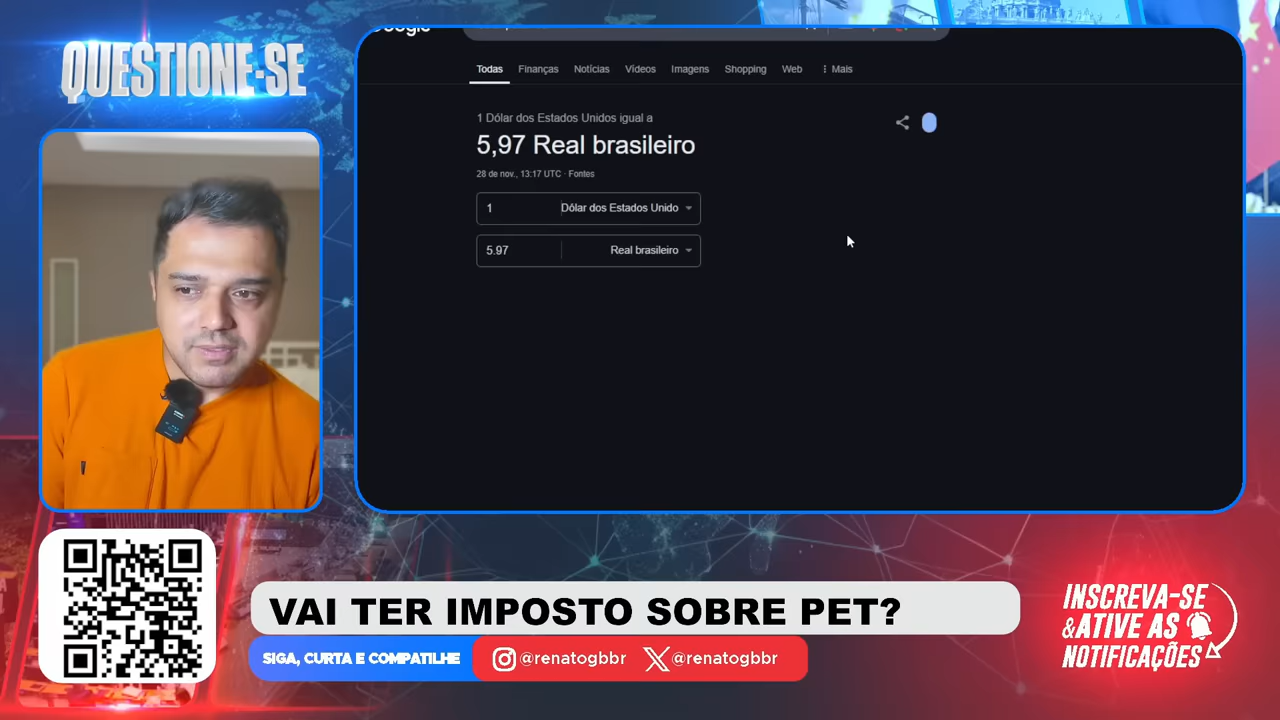 QUESTIONE-SE
Google
Todas Finanças Notícias Vídeos Imagens Shopping Web Mais
1 Dólar dos Estados Unidos igual a
5,97 Real brasileiro
28 de nov., 13:17 UTC · Fontes
1 Dólar dos Estados Unido
5.97 Real brasileiro
VAI TER IMPOSTO SOBRE PET?
SIGA, CURTA E COMPATILHE @renatogbbr @renatogbbr
INSCREVA-SE
&ATIVE AS
NOTIFICAÇÕES